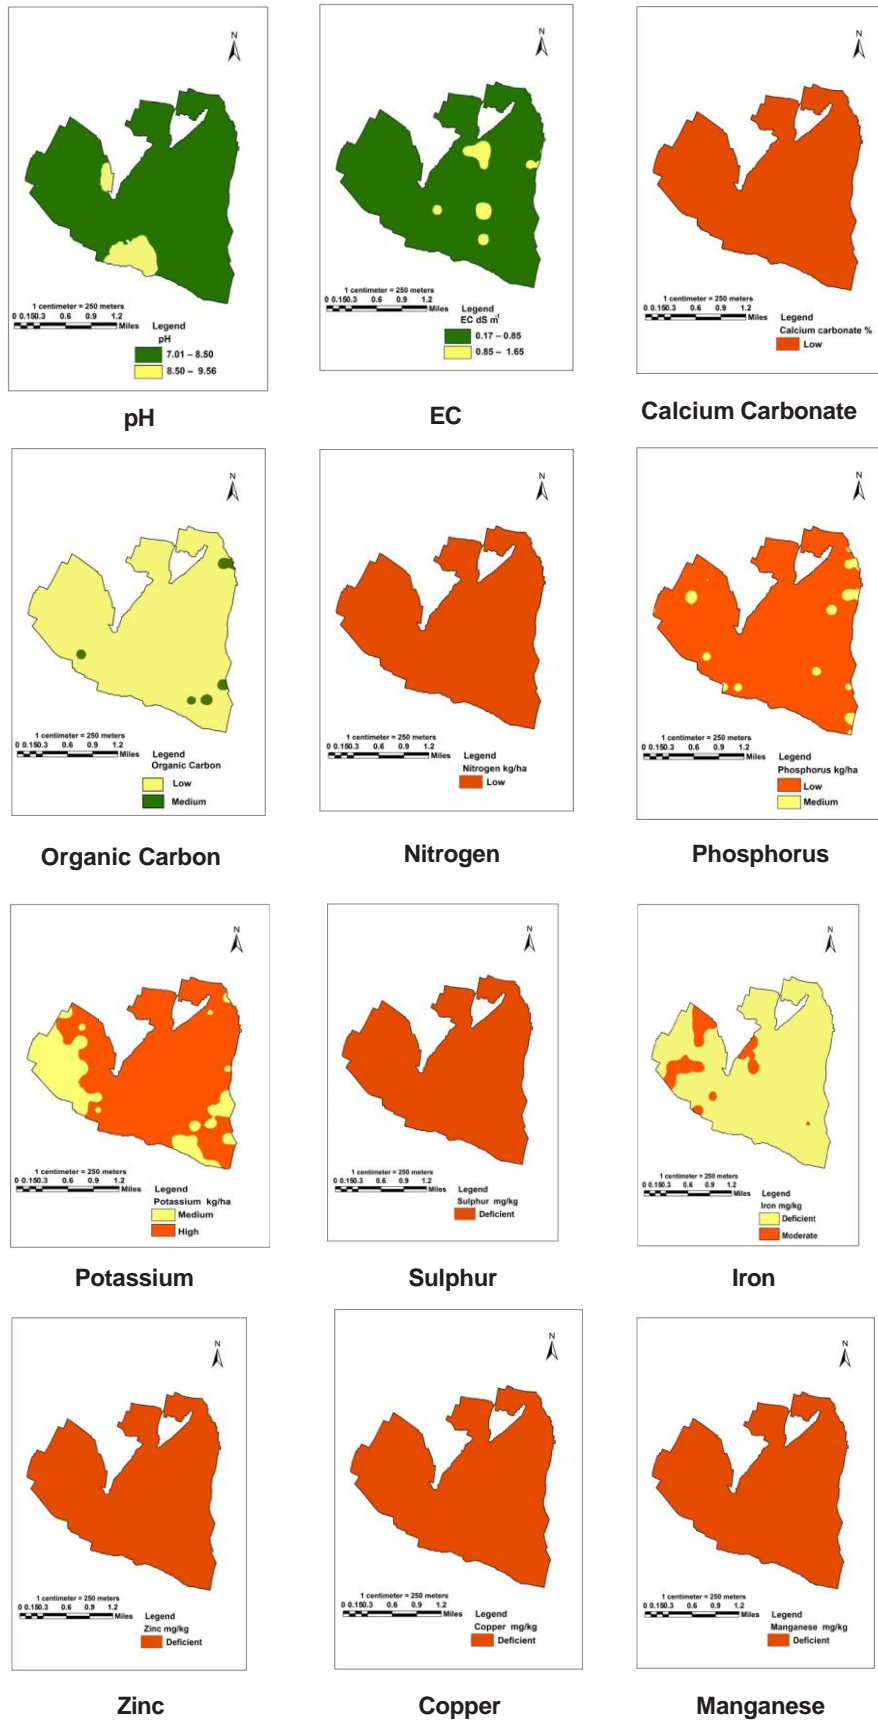 N
1 centimeter = 250 meters
0 0.150.3 0.6 0.9 1.2
Miles
Legend
pH
7.01 – 8.50
8.50 – 9.56
pH
N
1 centimeter = 250 meters
0 0.150.3 0.6 0.9 1.2
Miles
Legend
EC dS m-1
0.17 – 0.85
0.85 – 1.65
EC
N
1 centimeter = 250 meters
0 0.150.3 0.6 0.9 1.2
Miles
Legend
Calcium carbonate %
Low
Calcium Carbonate
N
1 centimeter = 250 meters
0 0.150.3 0.6 0.9 1.2
Miles
Legend
Organic Carbon
Low
Medium
Organic Carbon
N
1 centimeter = 250 meters
0 0.150.3 0.6 0.9 1.2
Miles
Legend
Nitrogen kg/ha
Low
Nitrogen
N
1 centimeter = 250 meters
0 0.150.3 0.6 0.9 1.2
Miles
Legend
Phosphorus kg/ha
Low
Medium
Phosphorus
N
1 centimeter = 250 meters
0 0.150.3 0.6 0.9 1.2
Miles
Legend
Potassium kg/ha
Medium
High
Potassium
N
1 centimeter = 250 meters
0 0.150.3 0.6 0.9 1.2
Miles
Legend
Sulphur mg/kg
Deficient
Sulphur
N
1 centimeter = 250 meters
0 0.150.3 0.6 0.9 1.2
Miles
Legend
Iron mg/kg
Deficient
Moderate
Iron
N
1 centimeter = 250 meters
0 0.150.3 0.6 0.9 1.2
Miles
Legend
Zinc mg/kg
Deficient
Zinc
N
1 centimeter = 250 meters
0 0.150.3 0.6 0.9 1.2
Miles
Legend
Copper mg/kg
Deficient
Copper
N
1 centimeter = 250 meters
0 0.150.3 0.6 0.9 1.2
Miles
Legend
Manganese mg/kg
Deficient
Manganese